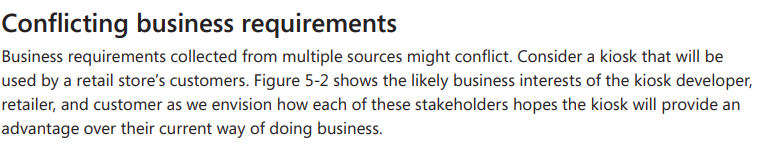 Conflicting business requirements
Business requirements collected from multiple sources might conflict. Consider a kiosk that will be
used by a retail store’s customers. Figure 5-2 shows the likely business interests of the kiosk developer,
retailer, and customer as we envision how each of these stakeholders hopes the kiosk will provide an
advantage over their current way of doing business.